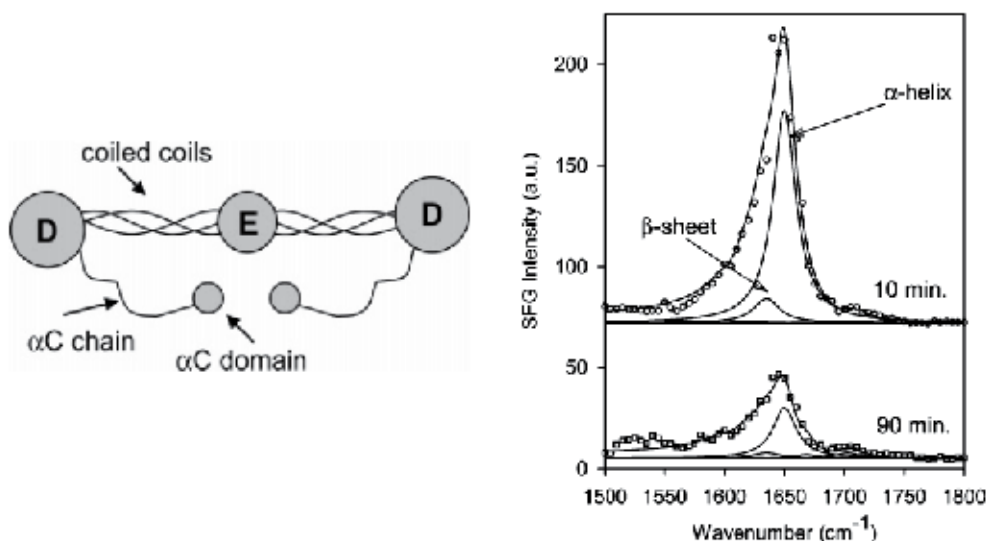 coiled coils
D
E
D
αC chain
αC domain
SFG Intensity (a.u.)
200
150
100
50
0
α-helix
β-sheet
10 min.
90 min.
1500 1550 1600 1650 1700 1750 1800
Wavenumber (cm⁻¹)